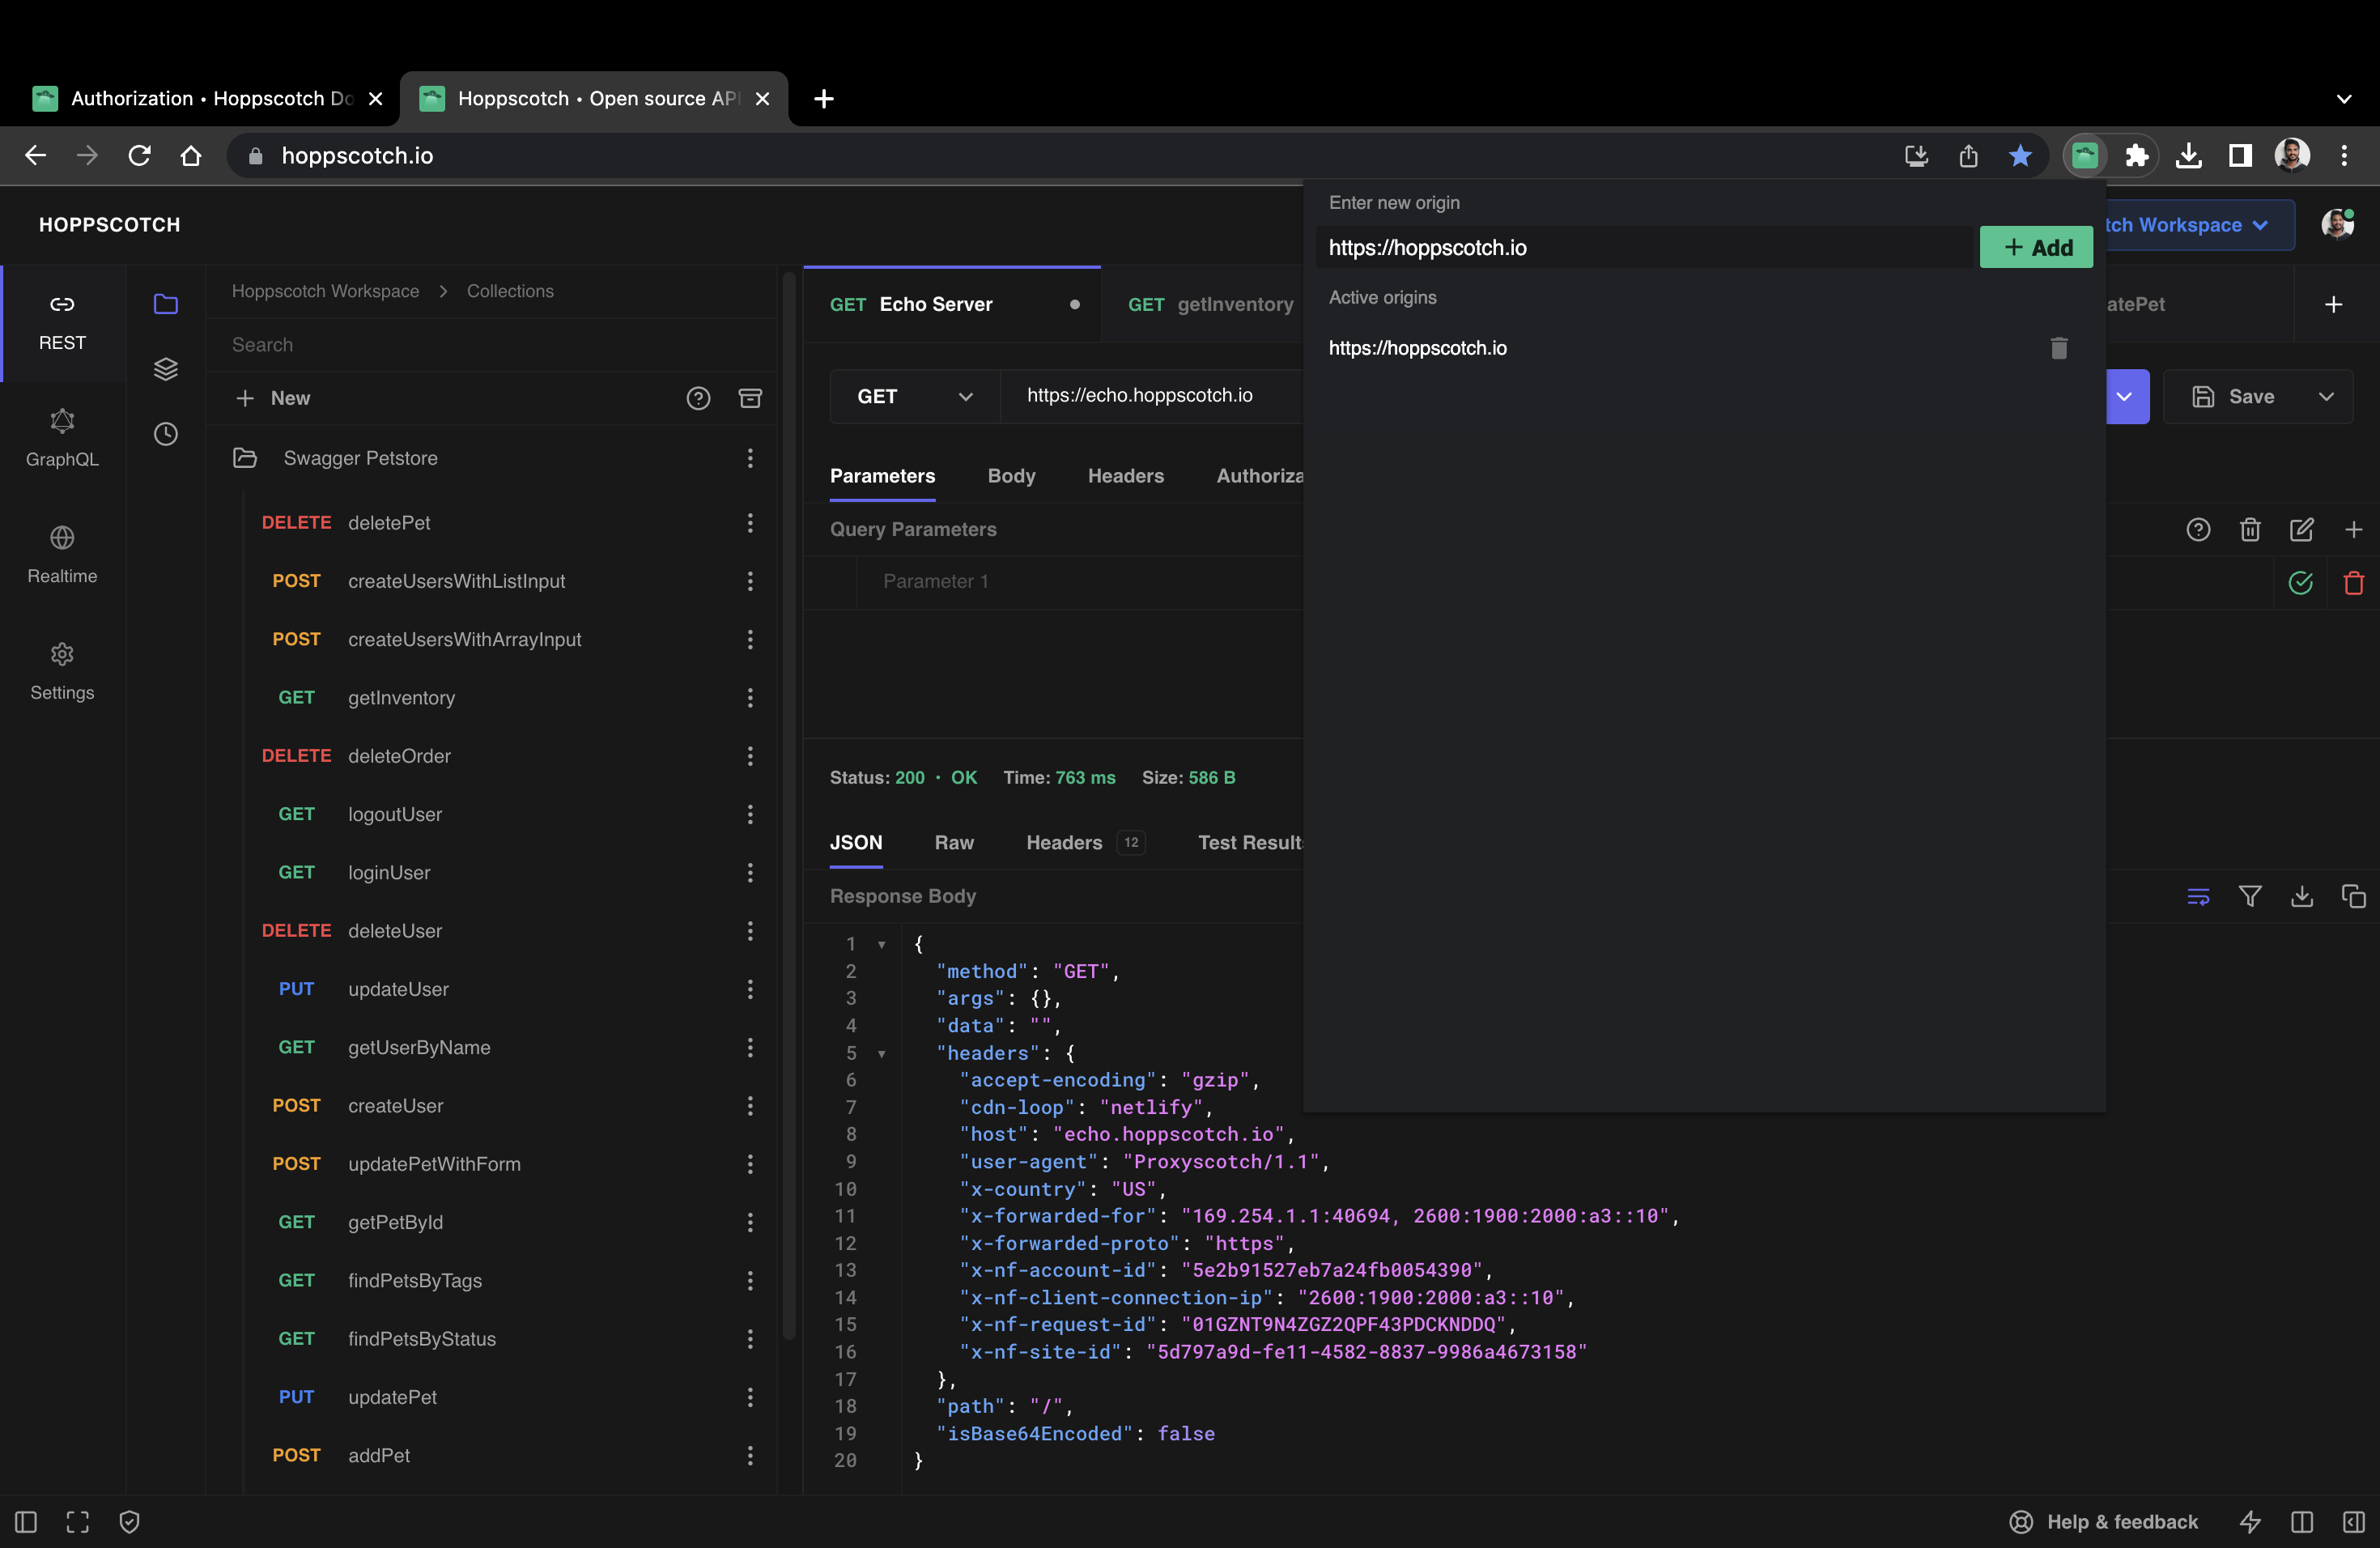 Authorization • Hoppscotch Do
Hoppscotch • Open source API
hoppscotch.io
HOPPSCOTCH
tch Workspace
Enter new origin
https://hoppscotch.io
+ Add
Active origins
https://hoppscotch.io
REST
GraphQL
Realtime
Settings
Hoppscotch Workspace > Collections
Search
New
Swagger Petstore
DELETE deletePet
POST createUsersWithListInput
POST createUsersWithArrayInput
GET getInventory
DELETE deleteOrder
GET logoutUser
GET loginUser
DELETE deleteUser
PUT updateUser
GET getUserByName
POST createUser
POST updatePetWithForm
GET getPetById
GET findPetsByTags
GET findPetsByStatus
PUT updatePet
POST addPet
GET Echo Server
GET getInventory
atePet
GET https://echo.hoppscotch.io
Save
Parameters Body Headers Authoriza
Query Parameters
Parameter 1
Status: 200 • OK Time: 763 ms Size: 586 B
JSON Raw Headers 12 Test Results
Response Body
1 {
2 "method": "GET",
3 "args": {},
4 "data": "",
5 "headers": {
6 "accept-encoding": "gzip",
7 "cdn-loop": "netlify",
8 "host": "echo.hoppscotch.io",
9 "user-agent": "Proxyscotch/1.1",
10 "x-country": "US",
11 "x-forwarded-for": "169.254.1.1:40694, 2600:1900:2000:a3::10",
12 "x-forwarded-proto": "https",
13 "x-nf-account-id": "5e2b91527eb7a24fb0054390",
14 "x-nf-client-connection-ip": "2600:1900:2000:a3::10",
15 "x-nf-request-id": "01GZNT9N4ZGZ2QPF43PDCKNDDQ",
16 "x-nf-site-id": "5d797a9d-fe11-4582-8837-9986a4673158"
17 },
18 "path": "/",
19 "isBase64Encoded": false
20 }
Help & feedback